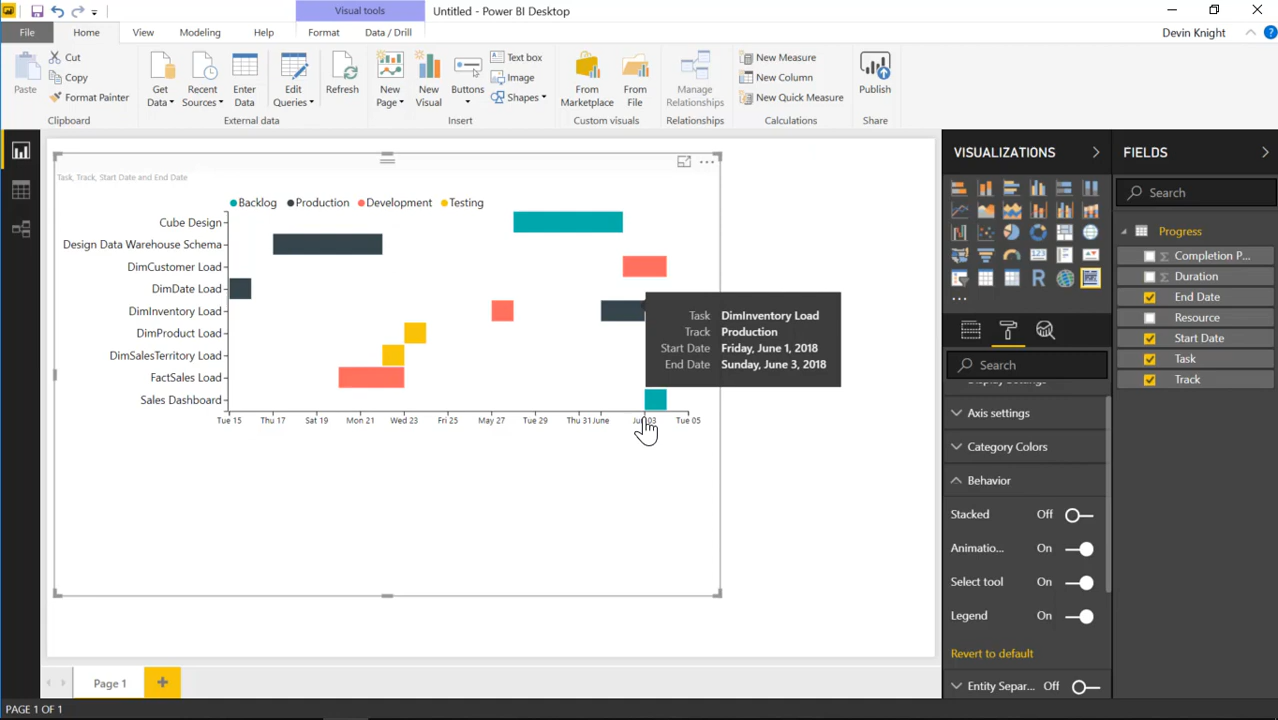 Visual tools
Untitled - Power BI Desktop
File
Home
View
Modeling
Help
Format
Data / Drill
Devin Knight
?
Paste
Cut
Copy
Format Painter
Clipboard
Get Data
Recent Sources
Enter Data
Edit Queries
Refresh
External data
New Page
New Visual
Buttons
Text box
Image
Shapes
Insert
From Marketplace
From File
Custom visuals
Manage Relationships
Relationships
New Measure
New Column
New Quick Measure
Calculations
Publish
Share
Task, Track, Start Date and End Date
Backlog Production Development Testing
Cube Design
Design Data Warehouse Schema
DimCustomer Load
DimDate Load
DimInventory Load
DimProduct Load
DimSalesTerritory Load
FactSales Load
Sales Dashboard
Tue 15 Thu 17 Sat 19 Mon 21 Wed 23 Fri 25 May 27 Tue 29 Thu 31 June Jun 03 Tue 05
Task DimInventory Load
Track Production
Start Date Friday, June 1, 2018
End Date Sunday, June 3, 2018
VISUALIZATIONS
R
Search
Axis settings
Category Colors
Behavior
Stacked Off
Animatio... On
Select tool On
Legend On
Revert to default
Entity Separ... Off
FIELDS
Search
Progress
Σ Completion P...
Σ Duration
End Date
Resource
Start Date
Task
Track
Page 1
PAGE 1 OF 1